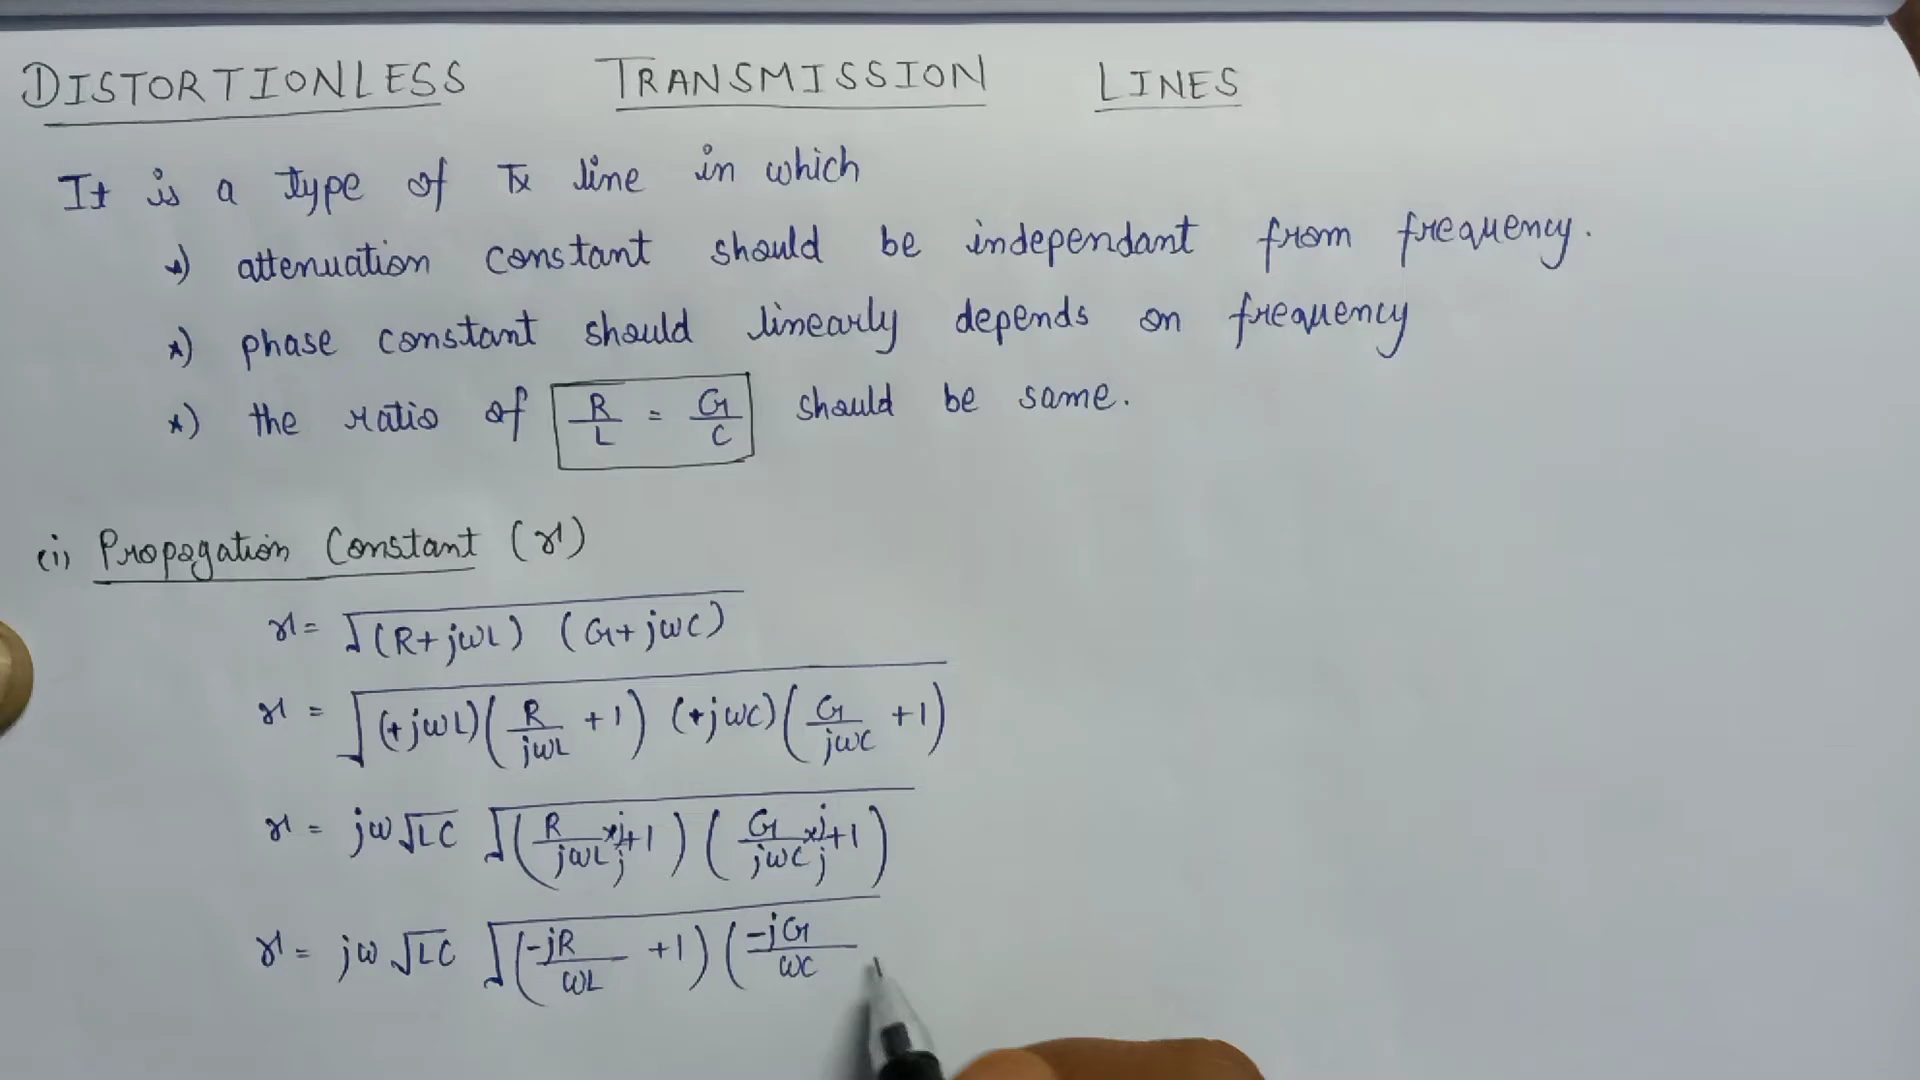 DISTORTIONLESS TRANSMISSION LINES
It is a type of Tx line in which
*) attenuation constant should be independant from frequency.
*) phase constant should linearly depends on frequency
*) the ratio of R/L = G/C should be same.
(i) Propagation Constant (γ)
γ = √(R+jωL) (G+jωC)
γ = √(+jωL)(R/jωL +1) (+jωC)(G/jωC +1)
γ = jω√LC √(R/jωL ×j/j +1) (G/jωC ×j/j +1)
γ = jω√LC √(-jR/ωL +1) (-jG/ωC